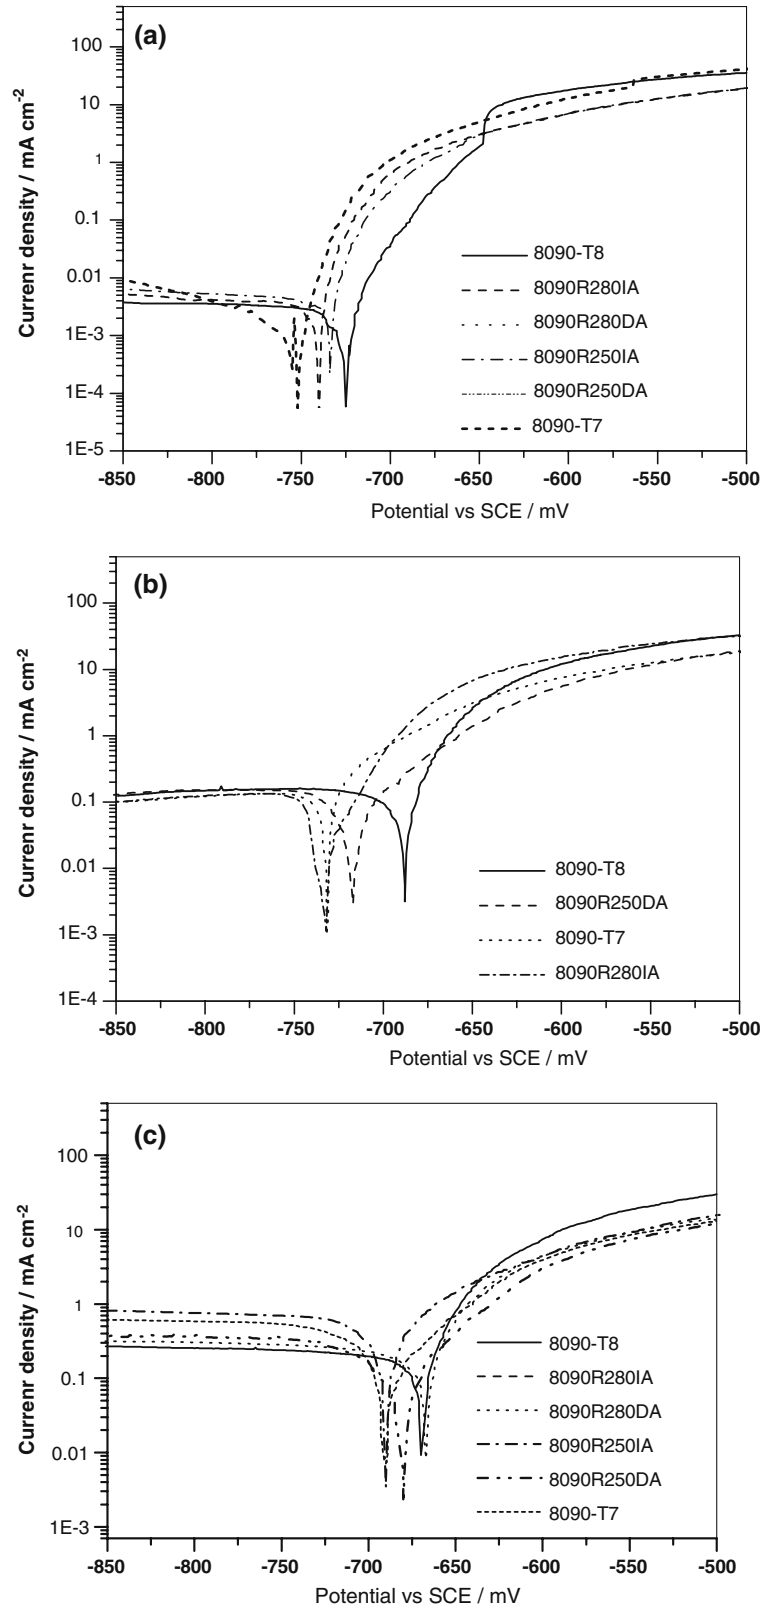 (a)
Currenr density / mA cm-2
100
10
1
0.1
0.01
1E-3
1E-4
1E-5
8090-T8
8090R280IA
8090R280DA
8090R250IA
8090R250DA
8090-T7
-850 -800 -750 -700 -650 -600 -550 -500
Potential vs SCE / mV
(b)
Currenr density / mA cm-2
100
10
1
0.1
0.01
1E-3
1E-4
8090-T8
8090R250DA
8090-T7
8090R280IA
-850 -800 -750 -700 -650 -600 -550 -500
Potential vs SCE / mV
(c)
Currenr density / mA cm-2
100
10
1
0.1
0.01
1E-3
8090-T8
8090R280IA
8090R280DA
8090R250IA
8090R250DA
8090-T7
-850 -800 -750 -700 -650 -600 -550 -500
Potential vs SCE / mV